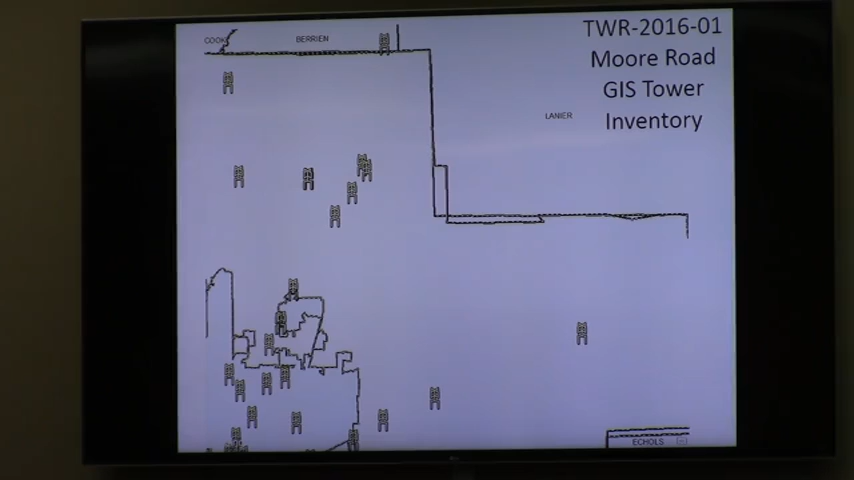 TWR-2016-01
Moore Road
GIS Tower
Inventory
COOK
BERRIEN
LANIER
ECHOLS